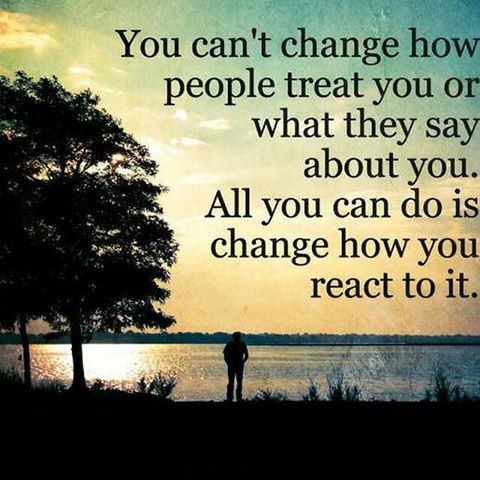 You can't change how
people treat you or
what they say
about you.
All you can do is
change how you
react to it.